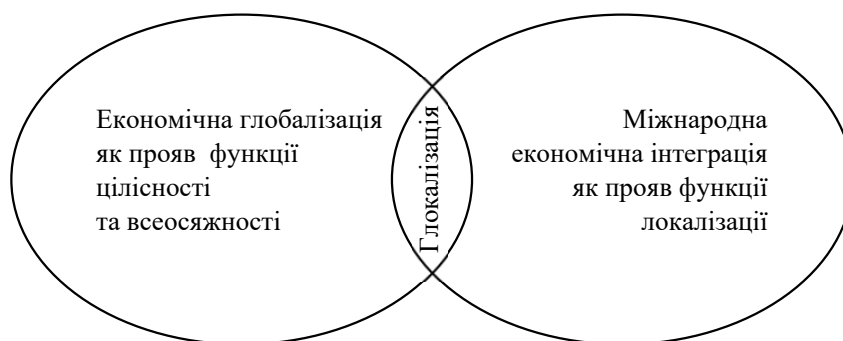 Економічна глобалізація
як прояв функції
цілісності
та всеосяжності
Глокалізація
Міжнародна
економічна інтеграція
як прояв функції
локалізації